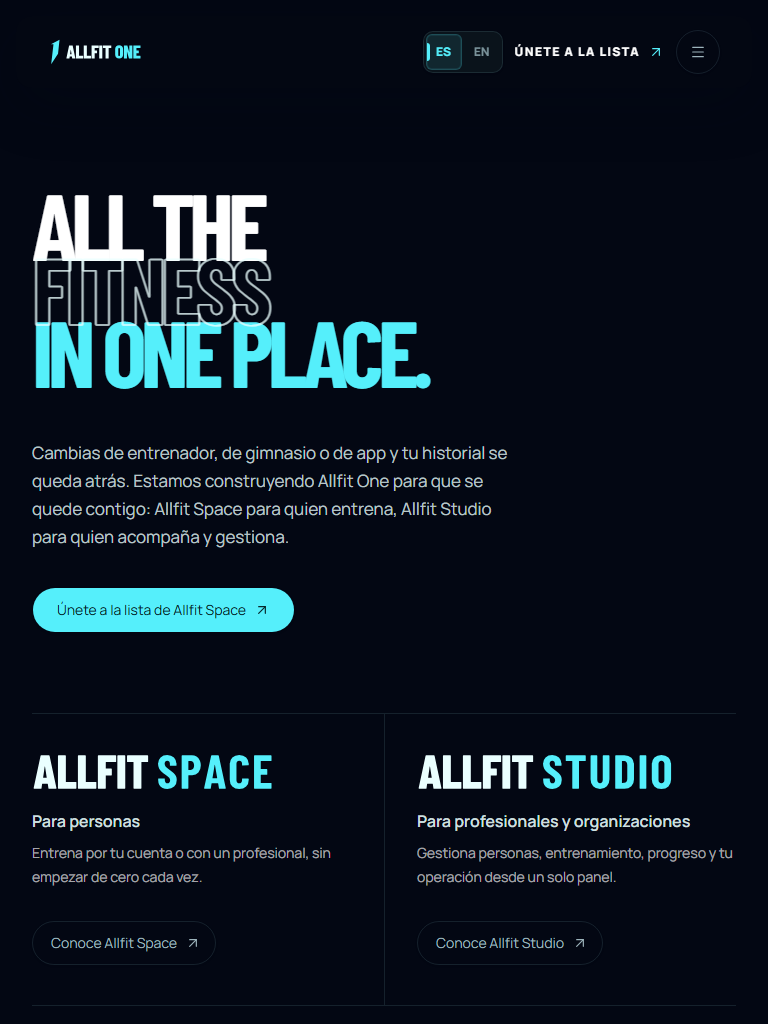 ALLFIT ONE
ES
EN
ÚNETE A LA LISTA
ALL THE
FITNESS
IN ONE PLACE.
Cambias de entrenador, de gimnasio o de app y tu historial se
queda atrás. Estamos construyendo Allfit One para que se
quede contigo: Allfit Space para quien entrena, Allfit Studio
para quien acompaña y gestiona.
Únete a la lista de Allfit Space
ALLFIT SPACE
Para personas
Entrena por tu cuenta o con un profesional, sin
empezar de cero cada vez.
Conoce Allfit Space
ALLFIT STUDIO
Para profesionales y organizaciones
Gestiona personas, entrenamiento, progreso y tu
operación desde un solo panel.
Conoce Allfit Studio